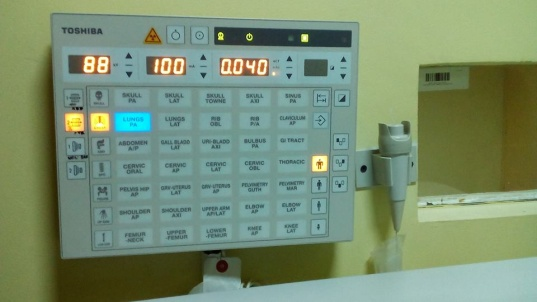 TOSHIBA
88 100 0.040
SKULL PA SKULL LAT SKULL TOWNE SKULL AXI SINUS PA
LUNGS PA LUNGS LAT RIB OBL RIB P/A CLAVICULM AP
ABDOMEN A/P GALL BLADD LAT URI-BLADD AXI BULBUS PA GI TRACT
CERVIC ORAL CERVIC AP CERVIC LAT CERVIC OBL THORACIC
PELVIS HIP AP GRV-UTERUS LAT GRV-UTERUS AP PELVIMETRY GUTH PELVIMETRY MAR
SHOULDER AP SHOULDER AXI UPPER ARM AP/LAT ELBOW AP ELBOW LAT
FEMUR -NECK UPPER -FEMUR LOWER -FEMUR KNEE AP KNEE LAT